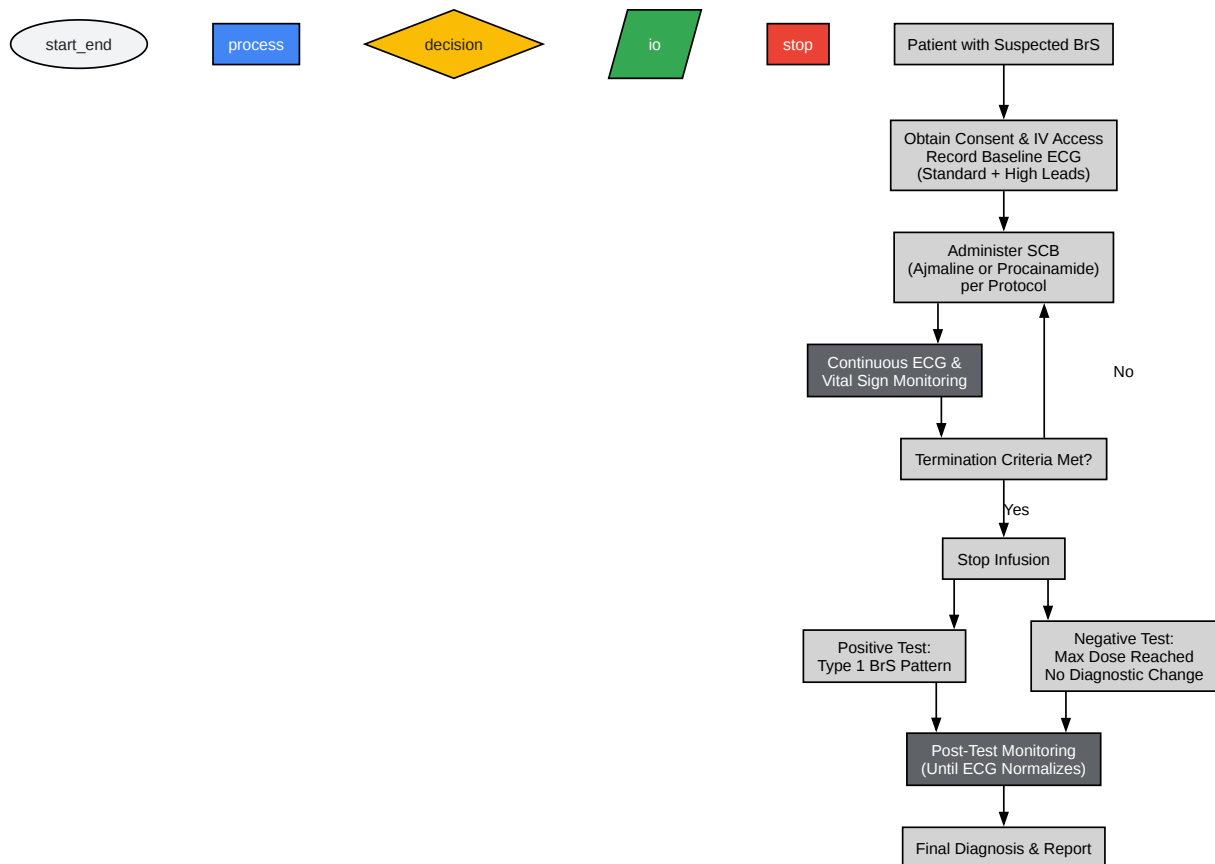 start_end
process
decision
io
stop
Patient with Suspected BrS
Obtain Consent & IV Access
Record Baseline ECG
(Standard + High Leads)
Administer SCB
(Ajmaline or Procainamide)
per Protocol
Continuous ECG &
Vital Sign Monitoring
No
Termination Criteria Met?
Yes
Stop Infusion
Positive Test:
Type 1 BrS Pattern
Negative Test:
Max Dose Reached
No Diagnostic Change
Post-Test Monitoring
(Until ECG Normalizes)
Final Diagnosis & Report